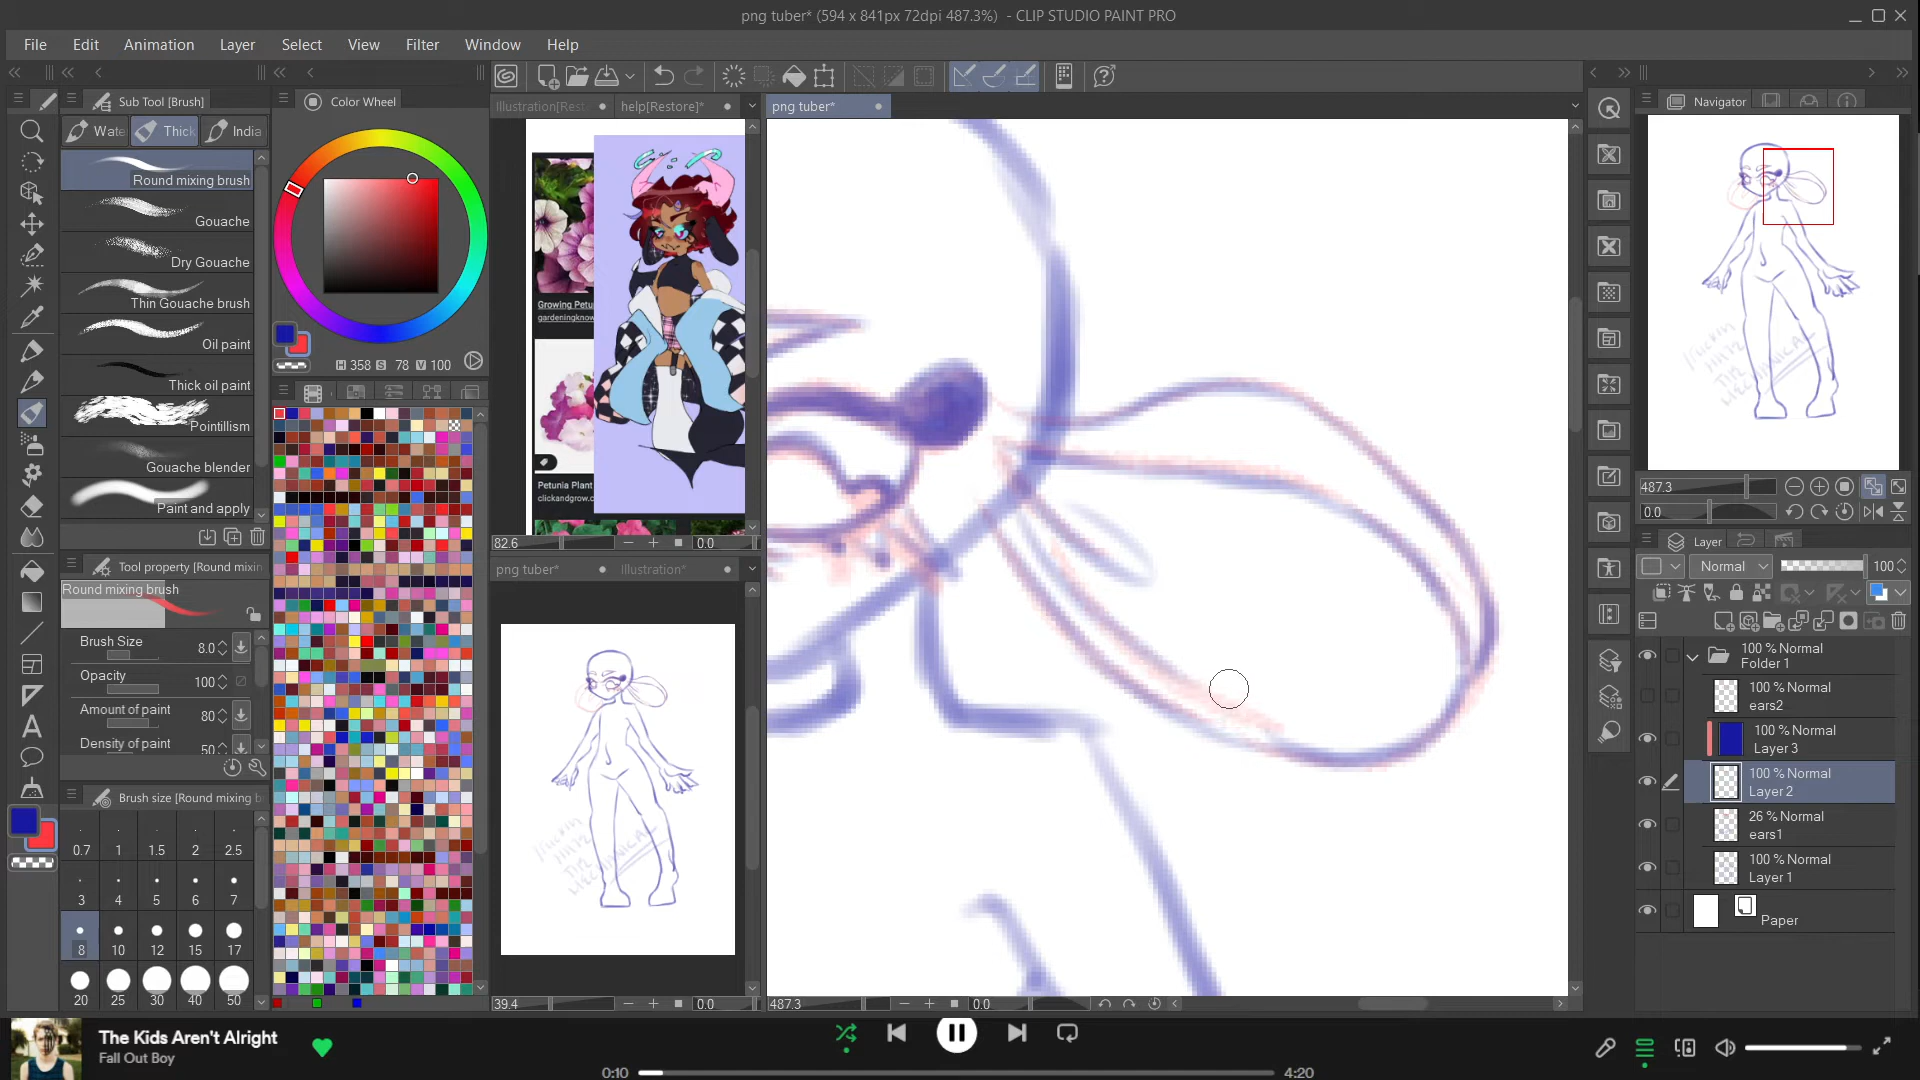 png tuber* (594 x 841px 72dpi 487.3%) - CLIP STUDIO PAINT PRO
File Edit Animation Layer Select View Filter Window Help
Sub Tool [Brush]
Wate Thick India
Round mixing brush
Gouache
Dry Gouache
Thin Gouache brush
Oil paint
Thick oil paint
Pointillism
Gouache blender
Paint and apply
Tool property [Round mixin
Round mixing brush
Brush Size 8.0
Opacity 100
Amount of paint 80
Density of paint 50
Brush size [Round mixing b
0.7 1 1.5 2 2.5
3 4 5 6 7
8 10 12 15 17
20 25 30 40 50
Color Wheel
H 358 S 78 V 100
Illustration[Rest help[Restore]*
Growing Petu
gardeningknow
Petunia Plant
clickandgrow.c
82.6 0.0
png tuber* Illustration*
39.4 0.0
png tuber*
487.3 0.0
Navigator
487.3
0.0
Layer
Normal 100
100 % Normal
Folder 1
100 % Normal
ears2
100 % Normal
Layer 3
100 % Normal
Layer 2
26 % Normal
ears1
100 % Normal
Layer 1
Paper
The Kids Aren't Alright
Fall Out Boy
0:10 4:20